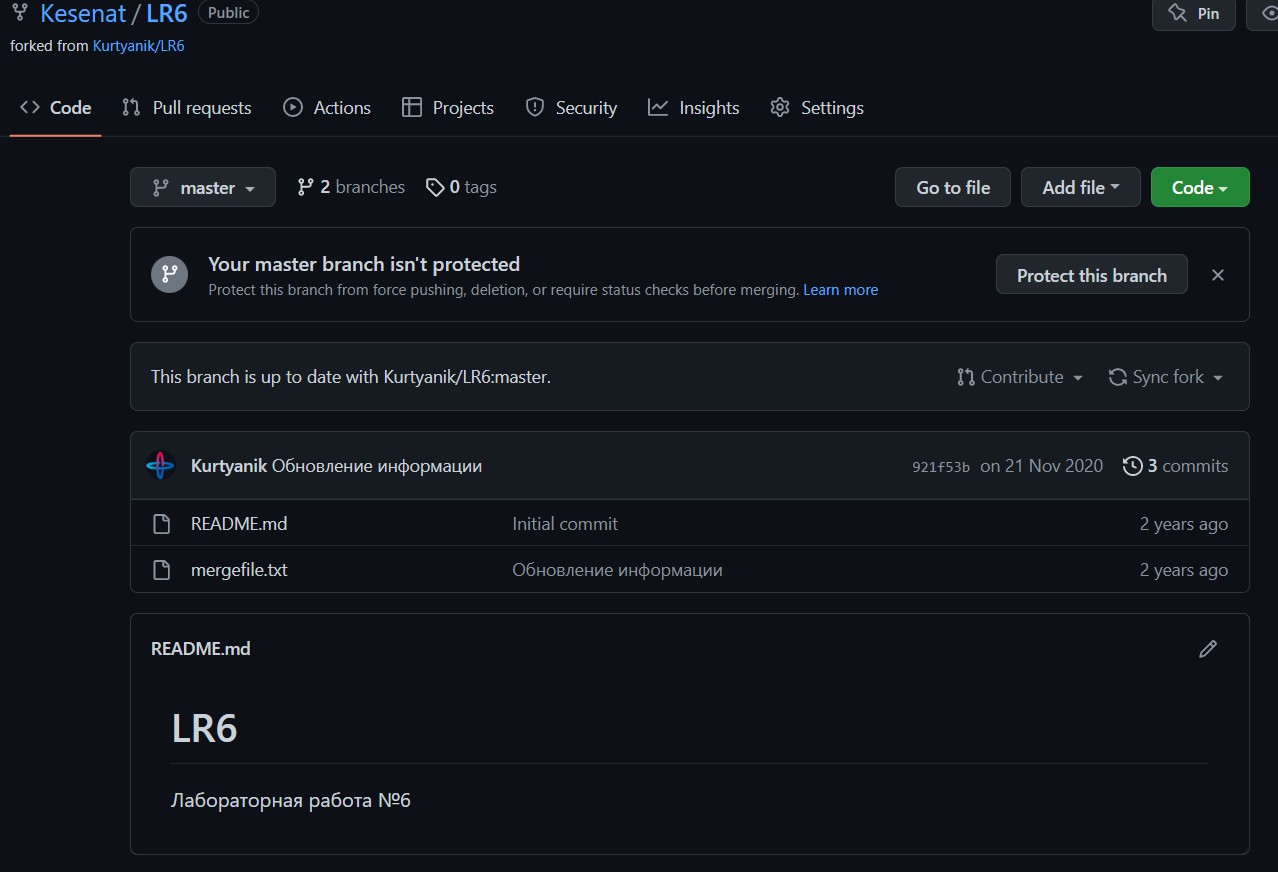 Kesenat / LR6 Public Pin
forked from Kurtyanik/LR6
Code Pull requests Actions Projects Security Insights Settings
master 2 branches 0 tags Go to file Add file Code
Your master branch isn't protected
Protect this branch from force pushing, deletion, or require status checks before merging. Learn more
Protect this branch
This branch is up to date with Kurtyanik/LR6:master. Contribute Sync fork
Kurtyanik Обновление информации 921f53b on 21 Nov 2020 3 commits
README.md Initial commit 2 years ago
mergefile.txt Обновление информации 2 years ago
README.md
LR6
Лабораторная работа №6